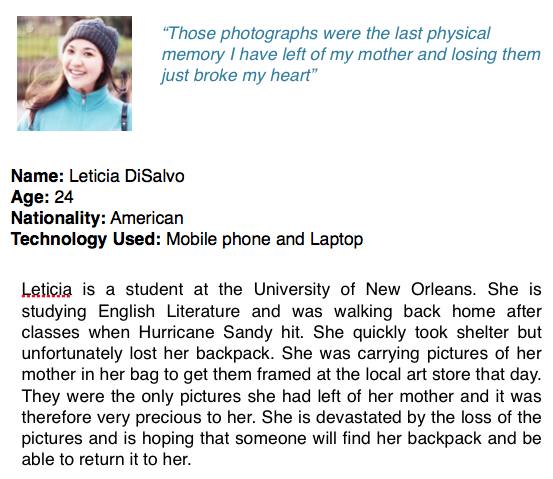 “Those photographs were the last physical
memory I have left of my mother and losing them
just broke my heart”
Name: Leticia DiSalvo
Age: 24
Nationality: American
Technology Used: Mobile phone and Laptop
Leticia is a student at the University of New Orleans. She is
studying English Literature and was walking back home after
classes when Hurricane Sandy hit. She quickly took shelter but
unfortunately lost her backpack. She was carrying pictures of her
mother in her bag to get them framed at the local art store that day.
They were the only pictures she had left of her mother and it was
therefore very precious to her. She is devastated by the loss of the
pictures and is hoping that someone will find her backpack and be
able to return it to her.